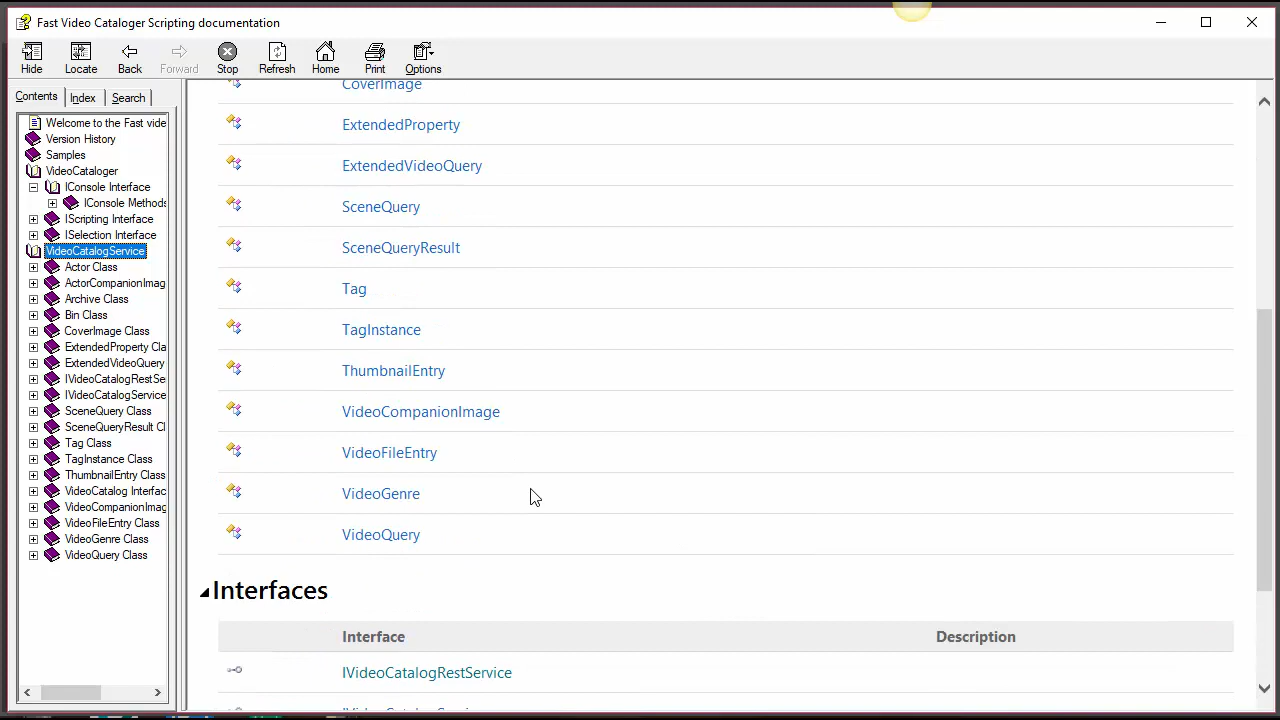 Fast Video Cataloger Scripting documentation
Hide Locate Back Forward Stop Refresh Home Print Options
Contents Index Search
Welcome to the Fast vide
Version History
Samples
VideoCataloger
IConsole Interface
IConsole Methods
IScripting Interface
ISelection Interface
VideoCatalogService
Actor Class
ActorCompanionImag
Archive Class
Bin Class
CoverImage Class
ExtendedProperty Cla
ExtendedVideoQuery
IVideoCatalogRestSe
IVideoCatalogService
SceneQuery Class
SceneQueryResult Cl
Tag Class
TagInstance Class
ThumbnailEntry Class
VideoCatalog Interfac
VideoCompanionImag
VideoFileEntry Class
VideoGenre Class
VideoQuery Class
CoverImage
ExtendedProperty
ExtendedVideoQuery
SceneQuery
SceneQueryResult
Tag
TagInstance
ThumbnailEntry
VideoCompanionImage
VideoFileEntry
VideoGenre
VideoQuery
Interfaces
Interface Description
IVideoCatalogRestService